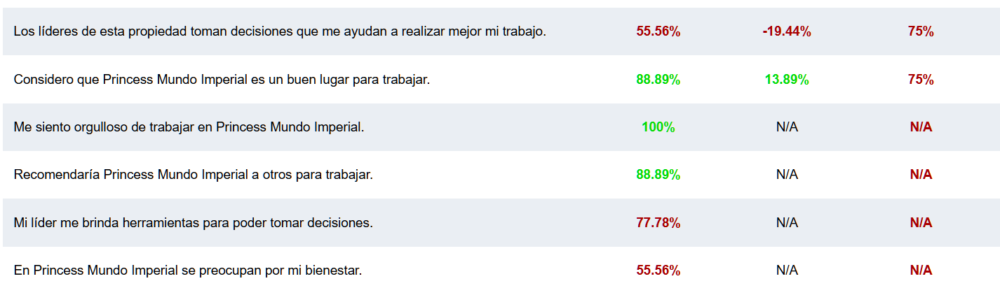 Los líderes de esta propiedad toman decisiones que me ayudan a realizar mejor mi trabajo. 55.56% -19.44% 75%
Considero que Princess Mundo Imperial es un buen lugar para trabajar. 88.89% 13.89% 75%
Me siento orgulloso de trabajar en Princess Mundo Imperial. 100% N/A N/A
Recomendaría Princess Mundo Imperial a otros para trabajar. 88.89% N/A N/A
Mi líder me brinda herramientas para poder tomar decisiones. 77.78% N/A N/A
En Princess Mundo Imperial se preocupan por mi bienestar. 55.56% N/A N/A